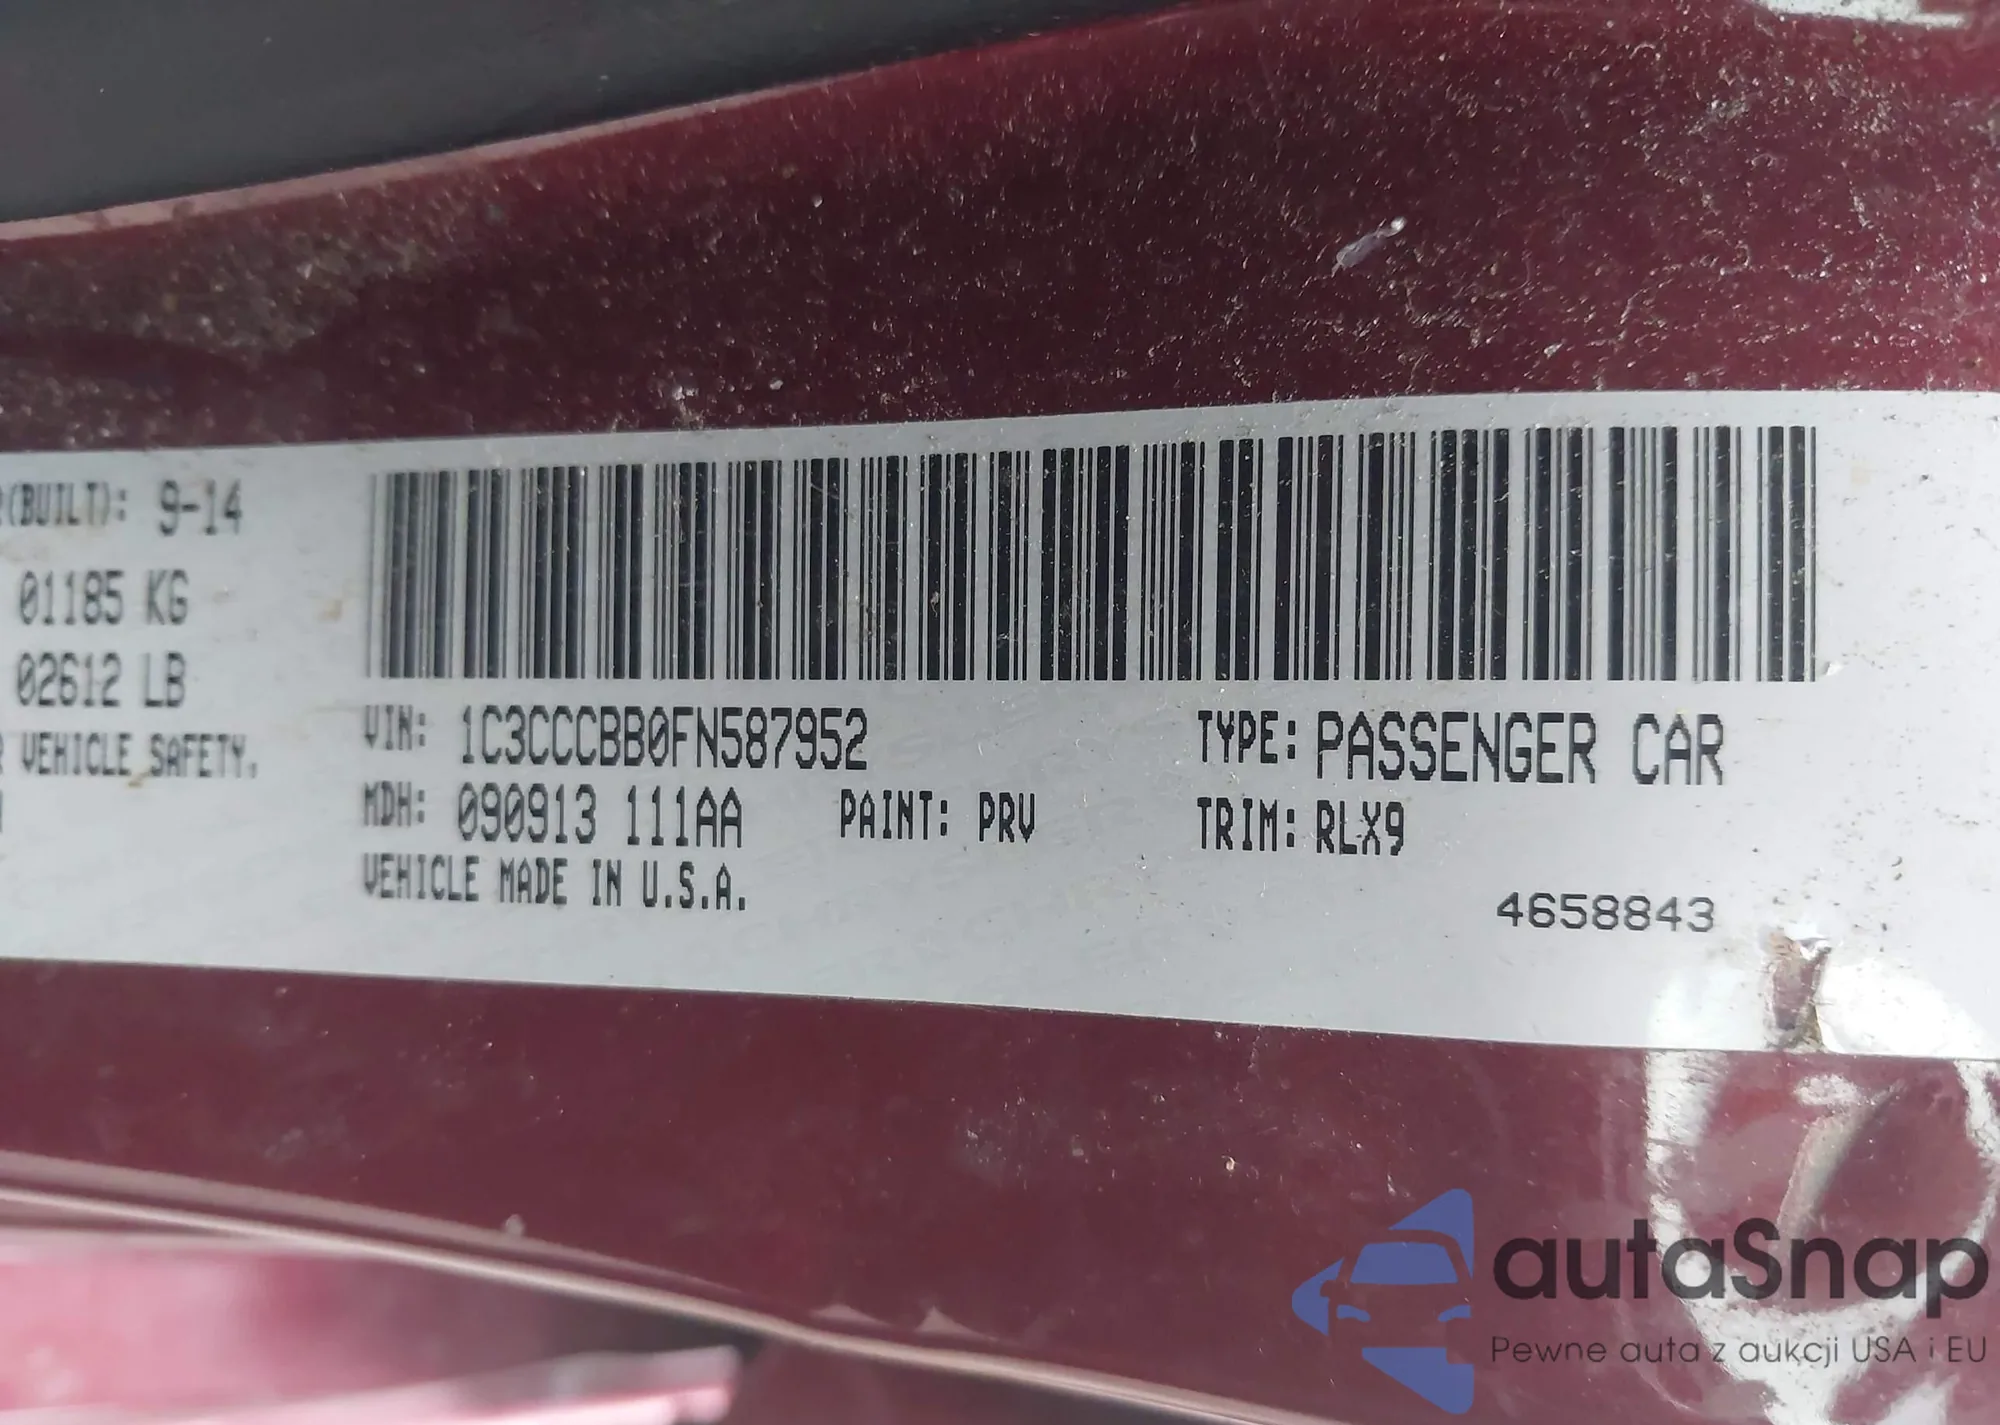 R(BUILT): 9-14
01185 KG
02612 LB
R VEHICLE SAFETY,
VIN: 1C3CCCBB0FN587952
TYPE: PASSENGER CAR
MDH: 090913 111AA
PAINT: PRV
TRIM: RLX9
VEHICLE MADE IN U.S.A.
4658843
autaSnap
Pewne auta z aukcji USA i EU